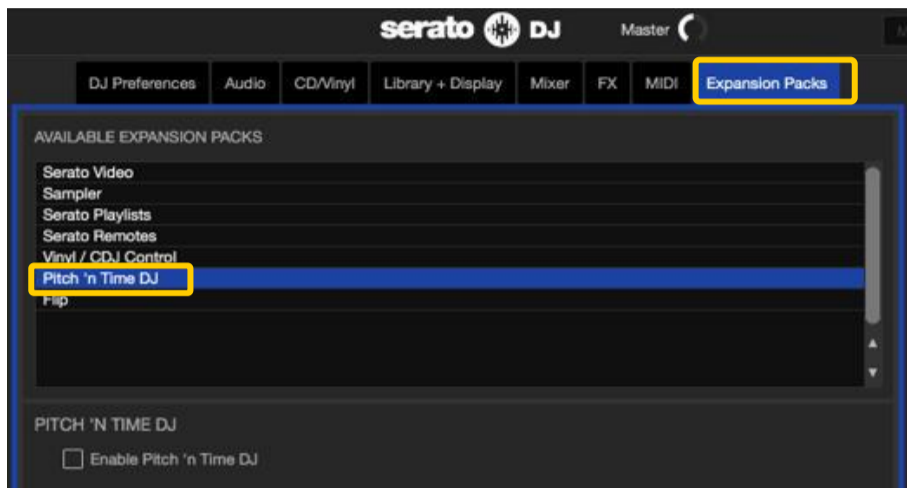 serato DJ Master
DJ Preferences Audio CD/Vinyl Library + Display Mixer FX MIDI Expansion Packs
AVAILABLE EXPANSION PACKS
Serato Video
Sampler
Serato Playlists
Serato Remotes
Vinyl / CDJ Control
Pitch 'n Time DJ
Flip
PITCH 'N TIME DJ
Enable Pitch 'n Time DJ